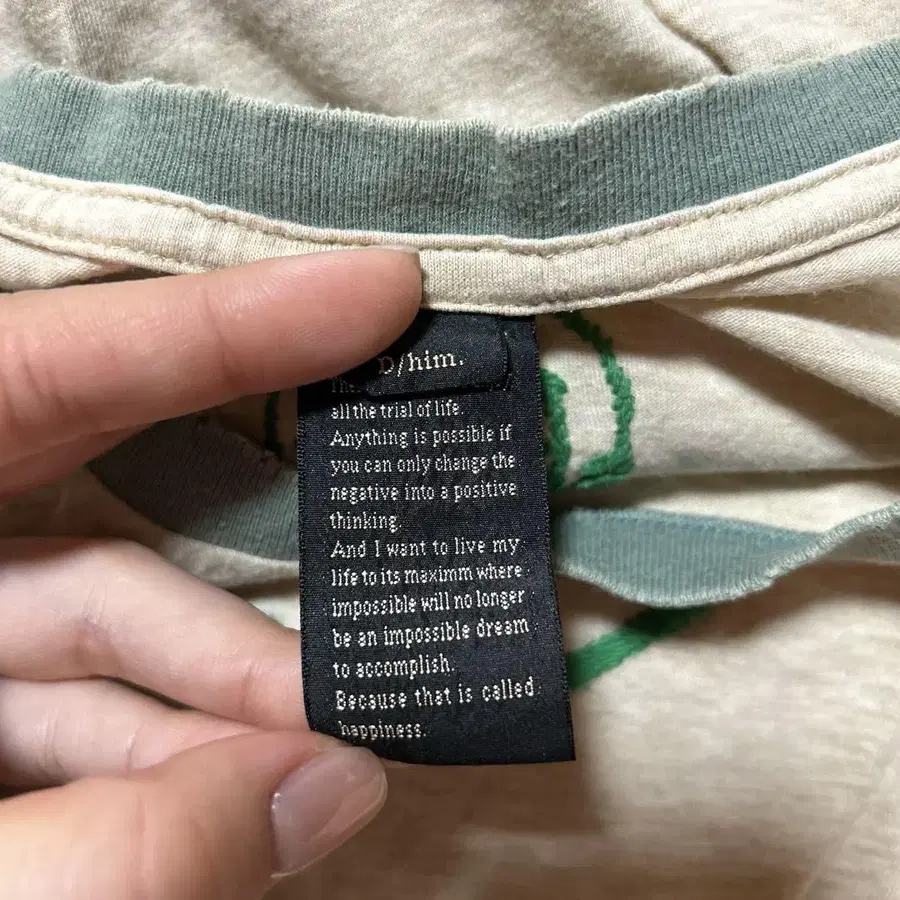 p/him.
all the trial of life.
Anything is possible if
you can only change the
negative into a positive
thinking.
And I want to live my
life to its maximm where
impossible will no longer
be an impossible dream
to accomplish.
Because that is called
happiness.